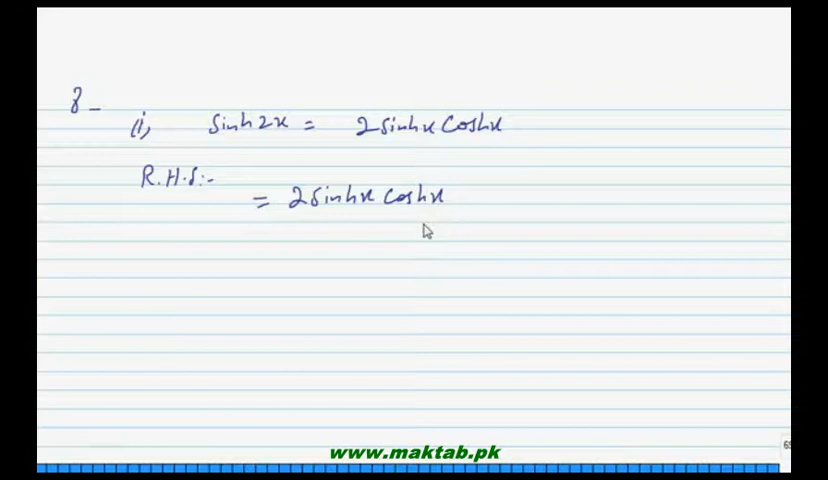 8-
(i) Sinh2x = 2Sinhx Coshx
R.H.S:-
= 2Sinhx Coshx
www.maktab.pk